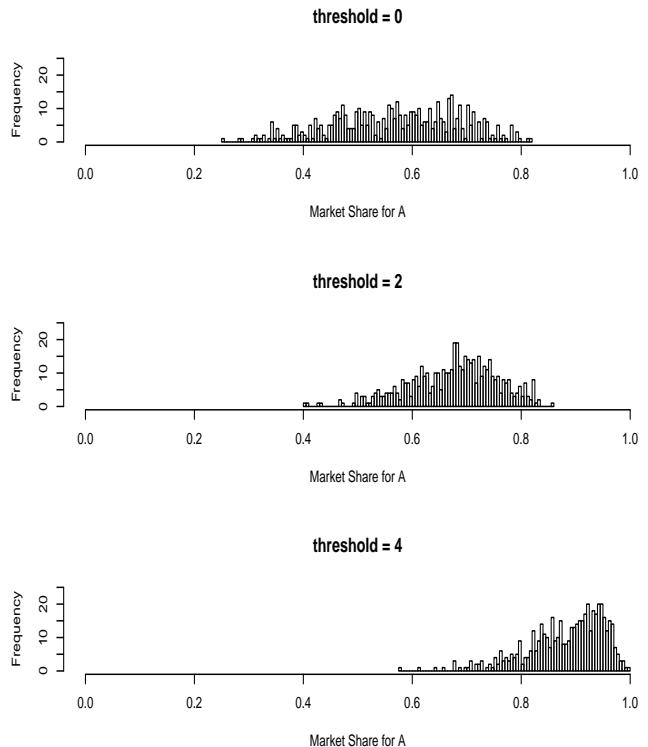 threshold = 0
Frequency
0 10 20
0.0 0.2 0.4 0.6 0.8 1.0
Market Share for A
threshold = 2
Frequency
0 10 20
0.0 0.2 0.4 0.6 0.8 1.0
Market Share for A
threshold = 4
Frequency
0 10 20
0.0 0.2 0.4 0.6 0.8 1.0
Market Share for A